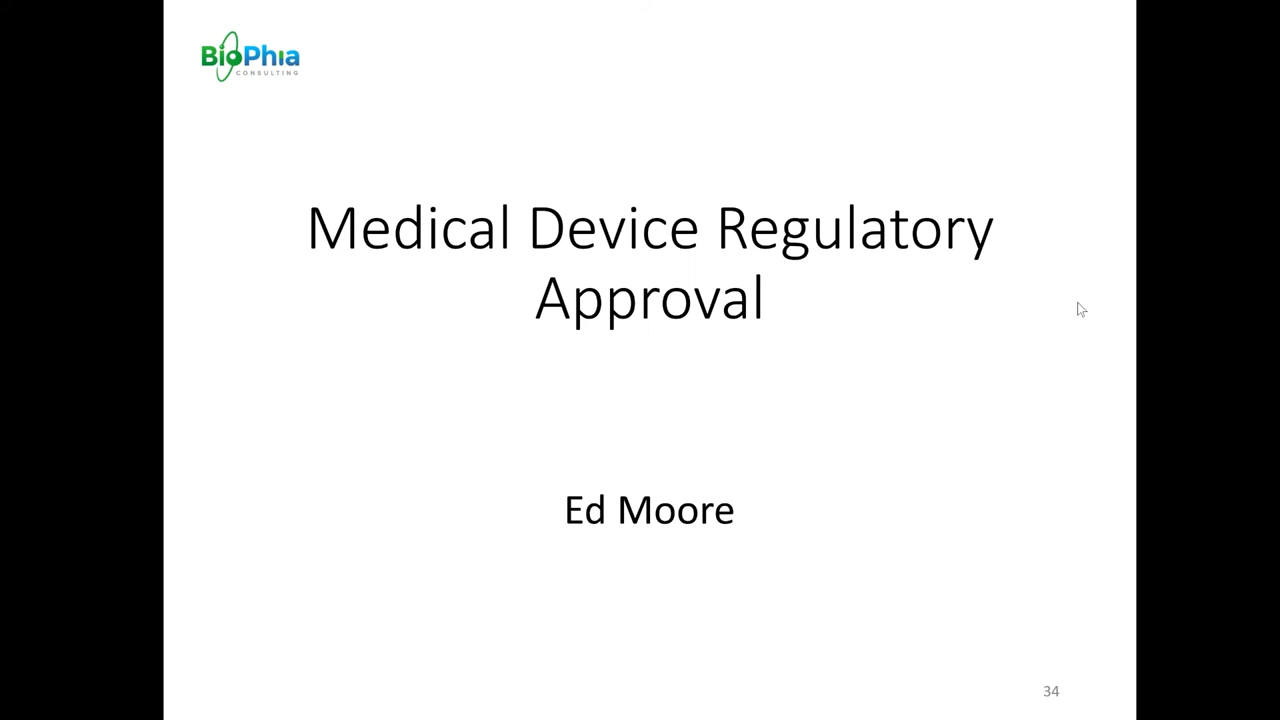 BioPhia
CONSULTING
Medical Device Regulatory
Approval
Ed Moore
34